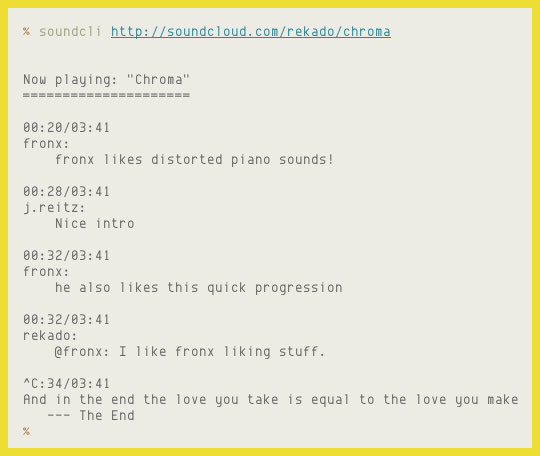 % soundcli http://soundcloud.com/rekado/chroma
Now playing: "Chroma"
=====================
00:20/03:41
fronx:
fronx likes distorted piano sounds!
00:28/03:41
j.reitz:
Nice intro
00:32/03:41
fronx:
he also likes this quick progression
00:32/03:41
rekado:
@fronx: I like fronx liking stuff.
^C:34/03:41
And in the end the love you take is equal to the love you make
--- The End
%